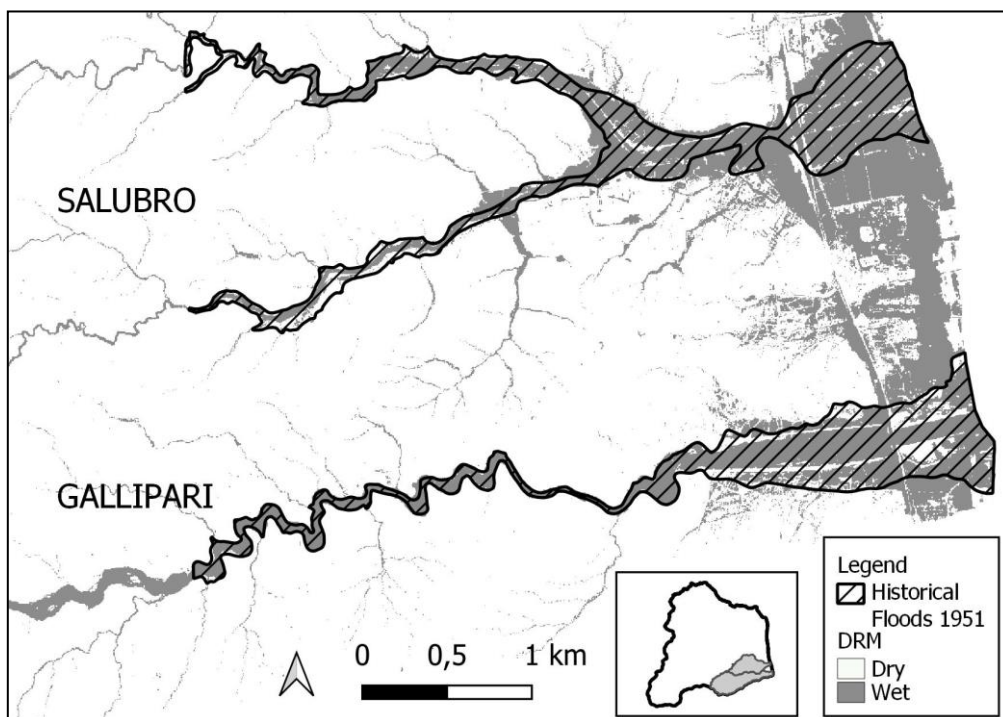 SALUBRO
GALLIPARI
0 0,5 1 km
Legend
Historical
Floods 1951
DRM
Dry
Wet